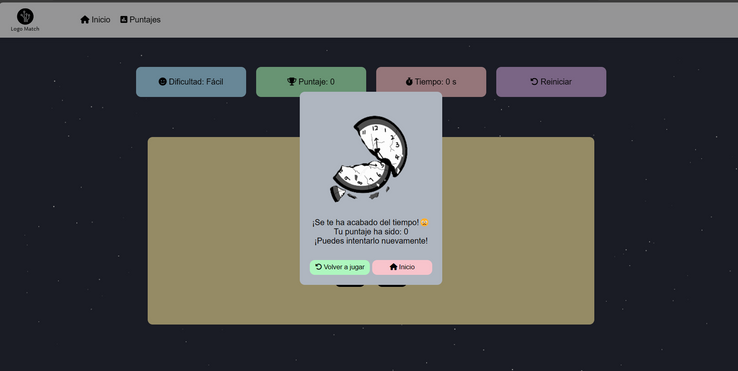 Logo Match
Inicio
Puntajes
Dificultad: Fácil
Puntaje: 0
Tiempo: 0 s
Reiniciar
¡Se te ha acabado del tiempo! 😄
Tu puntaje ha sido: 0
¡Puedes intentarlo nuevamente!
Volver a jugar
Inicio